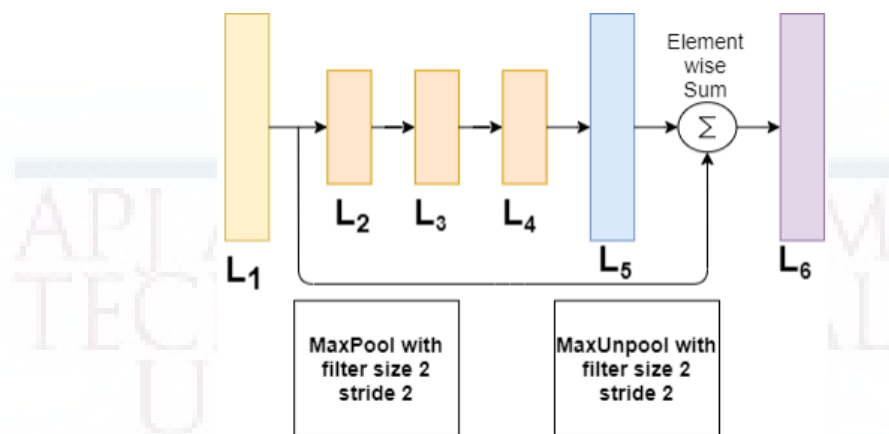 Element
wise
Sum
Σ
L2
L3
L4
L1
L5
L6
MaxPool with
filter size 2
stride 2
MaxUnpool with
filter size 2
stride 2